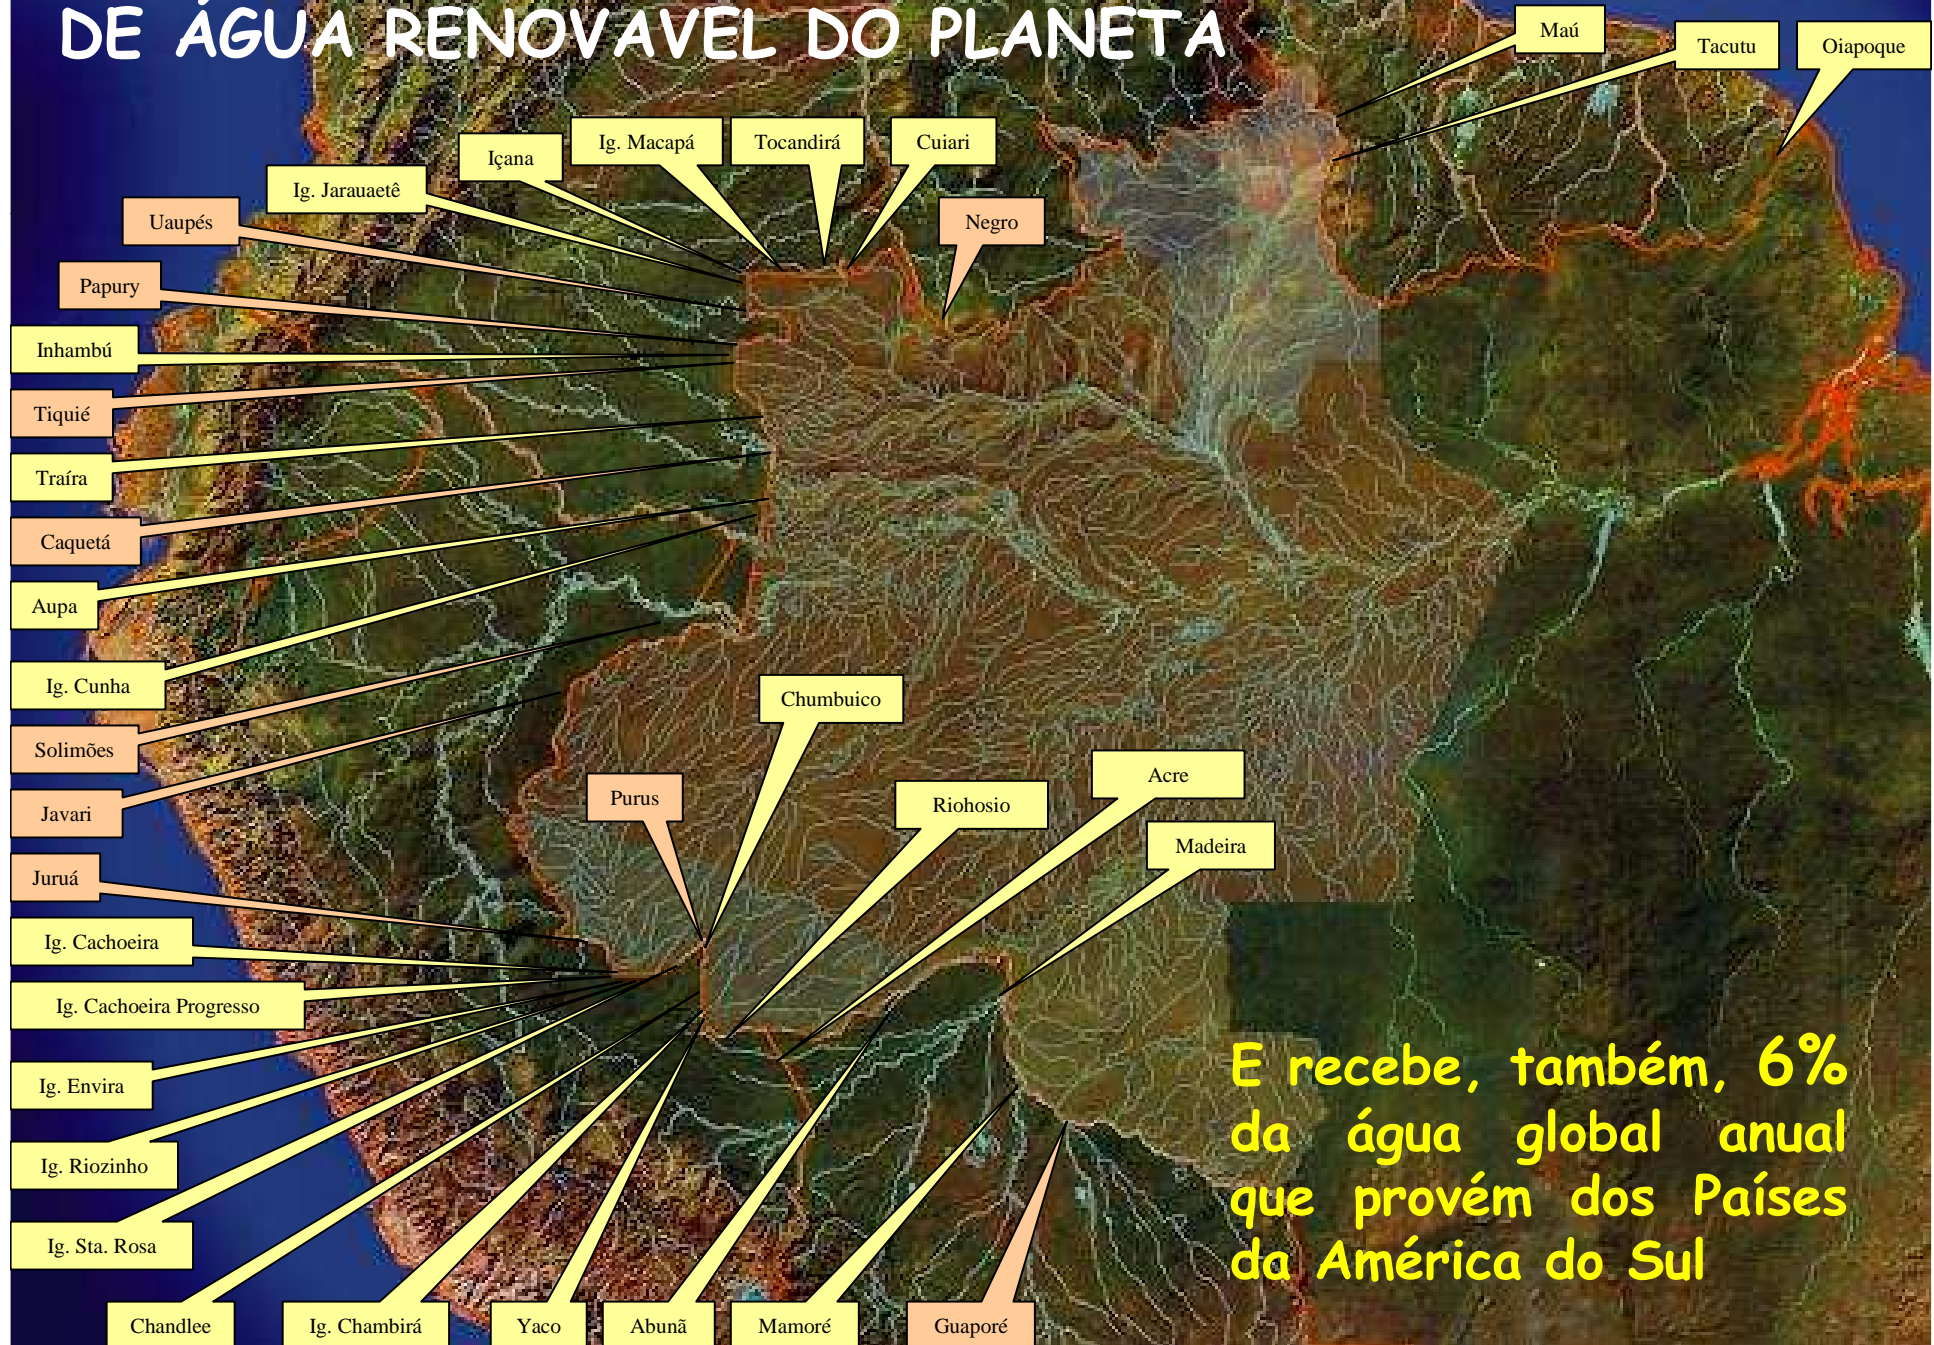 DE ÁGUA RENOVAVEL DO PLANETA
Maú
Tacutu
Oiapoque
Ig. Macapá
Tocandirá
Cuiari
Içana
Ig. Jarauaetê
Uaupés
Negro
Papury
Inhambú
Tiquié
Traíra
Caquetá
Aupa
Ig. Cunha
Solimões
Javari
Juruá
Ig. Cachoeira
Ig. Cachoeira Progresso
Ig. Envira
Ig. Riozinho
Ig. Sta. Rosa
Chandlee
Ig. Chambirá
Yaco
Abunã
Mamoré
Guaporé
Chumbuico
Purus
Riohosio
Acre
Madeira
E recebe, também, 6%
da água global anual
que provém dos Países
da América do Sul